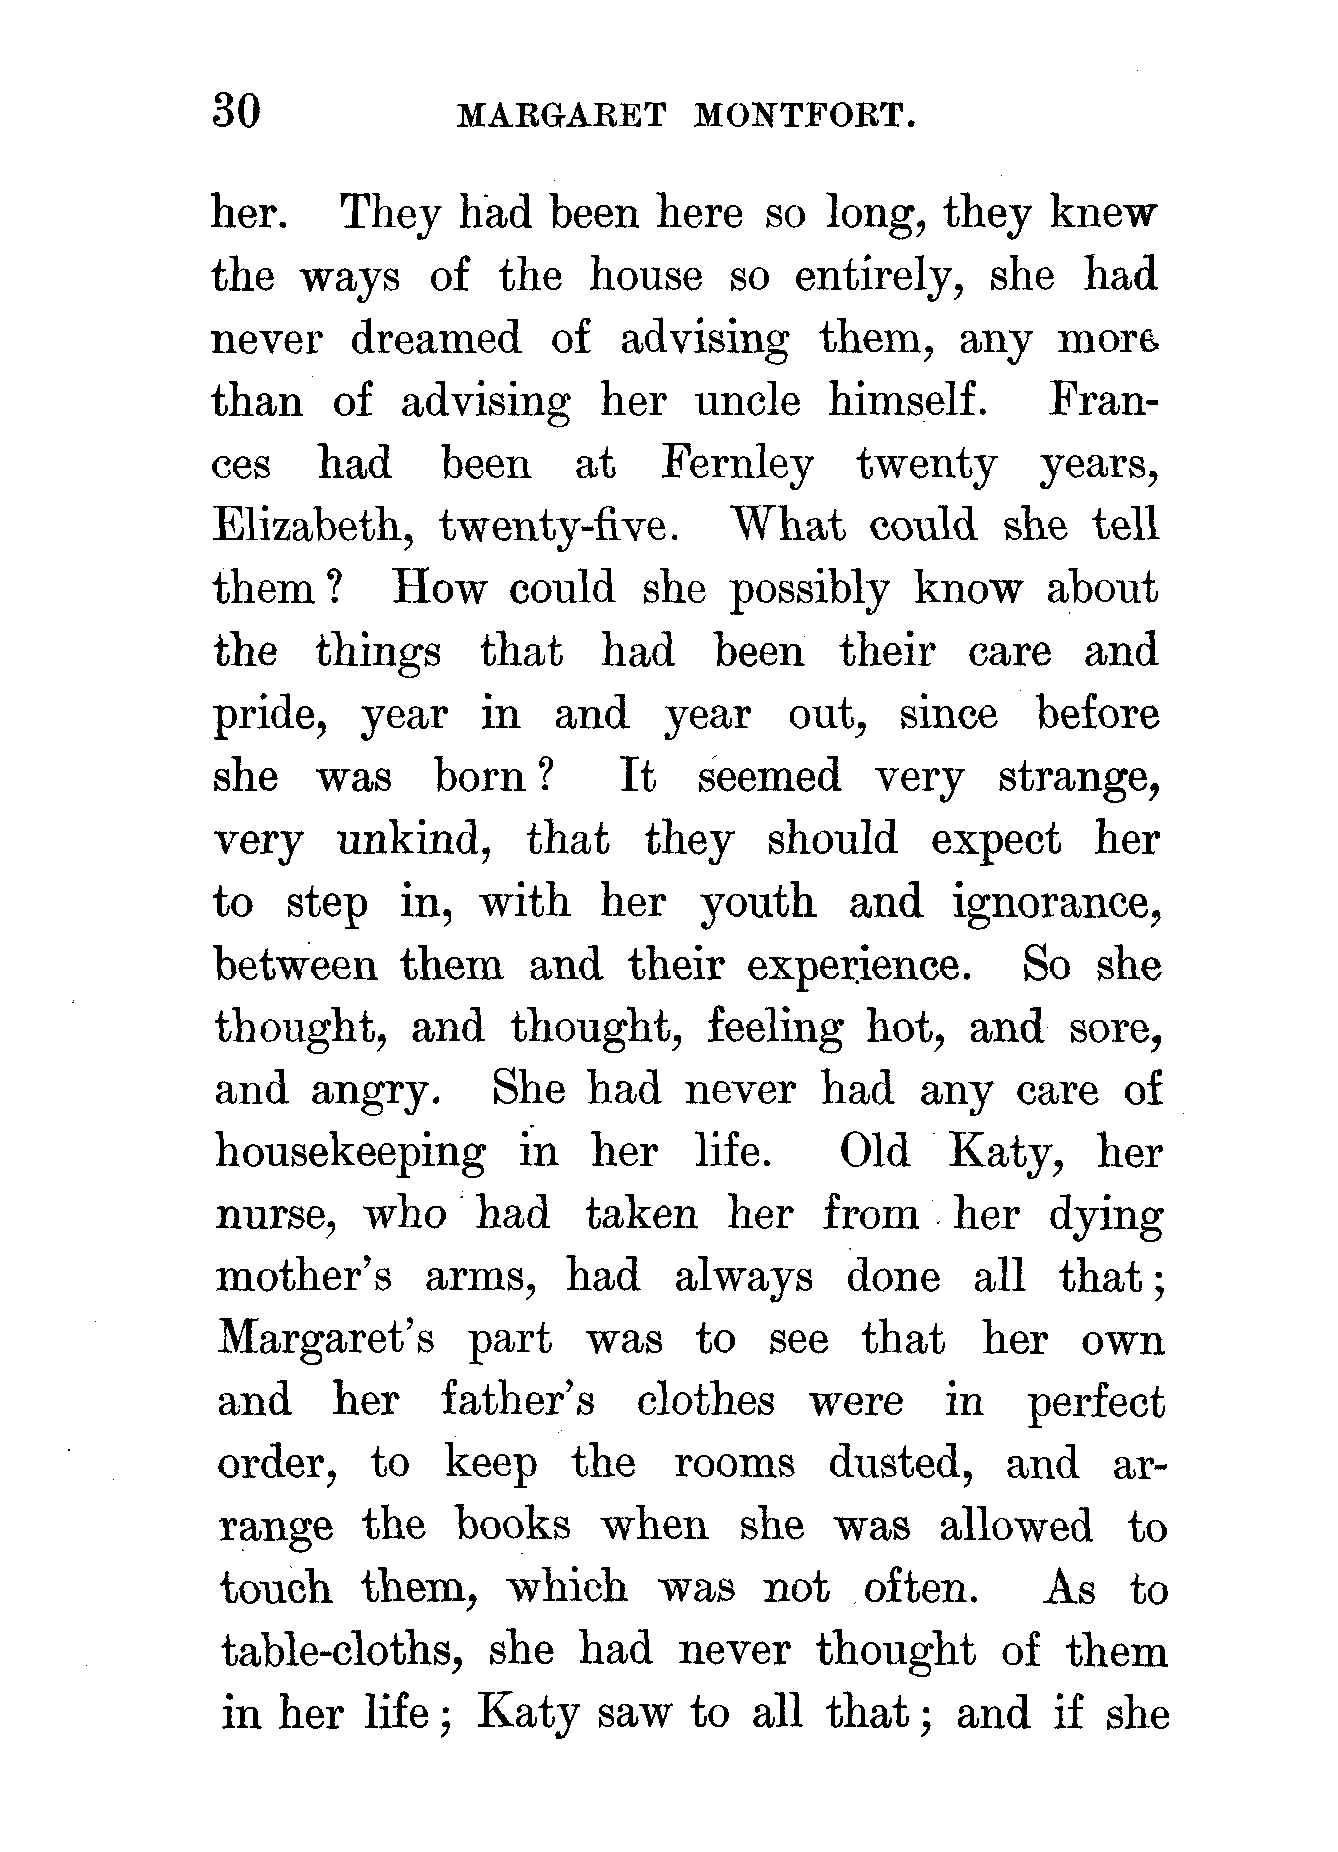 30 MARGARET MONTFORT.
her. They had been here so long, they knew
the ways of the house so entirely, she had
never dreamed of advising them, any more
than of advising her uncle himself. Fran-
ces had been at Fernley twenty years,
Elizabeth, twenty-five. What could she tell
them ? How could she possibly know about
the things that had been their care and
pride, year in and year out, since before
she was born ? It seemed very strange,
very unkind, that they should expect her
to step in, with her youth and ignorance,
between them and their experience. So she
thought, and thought, feeling hot, and sore,
and angry. She had never had any care of
housekeeping in her life. Old Katy, her
nurse, who had taken her from her dying
mother's arms, had always done all that ;
Margaret's part was to see that her own
and her father's clothes were in perfect
order, to keep the rooms dusted, and ar-
range the books when she was allowed to
touch them, which was not often. As to
table-cloths, she had never thought of them
in her life ; Katy saw to all that ; and if she